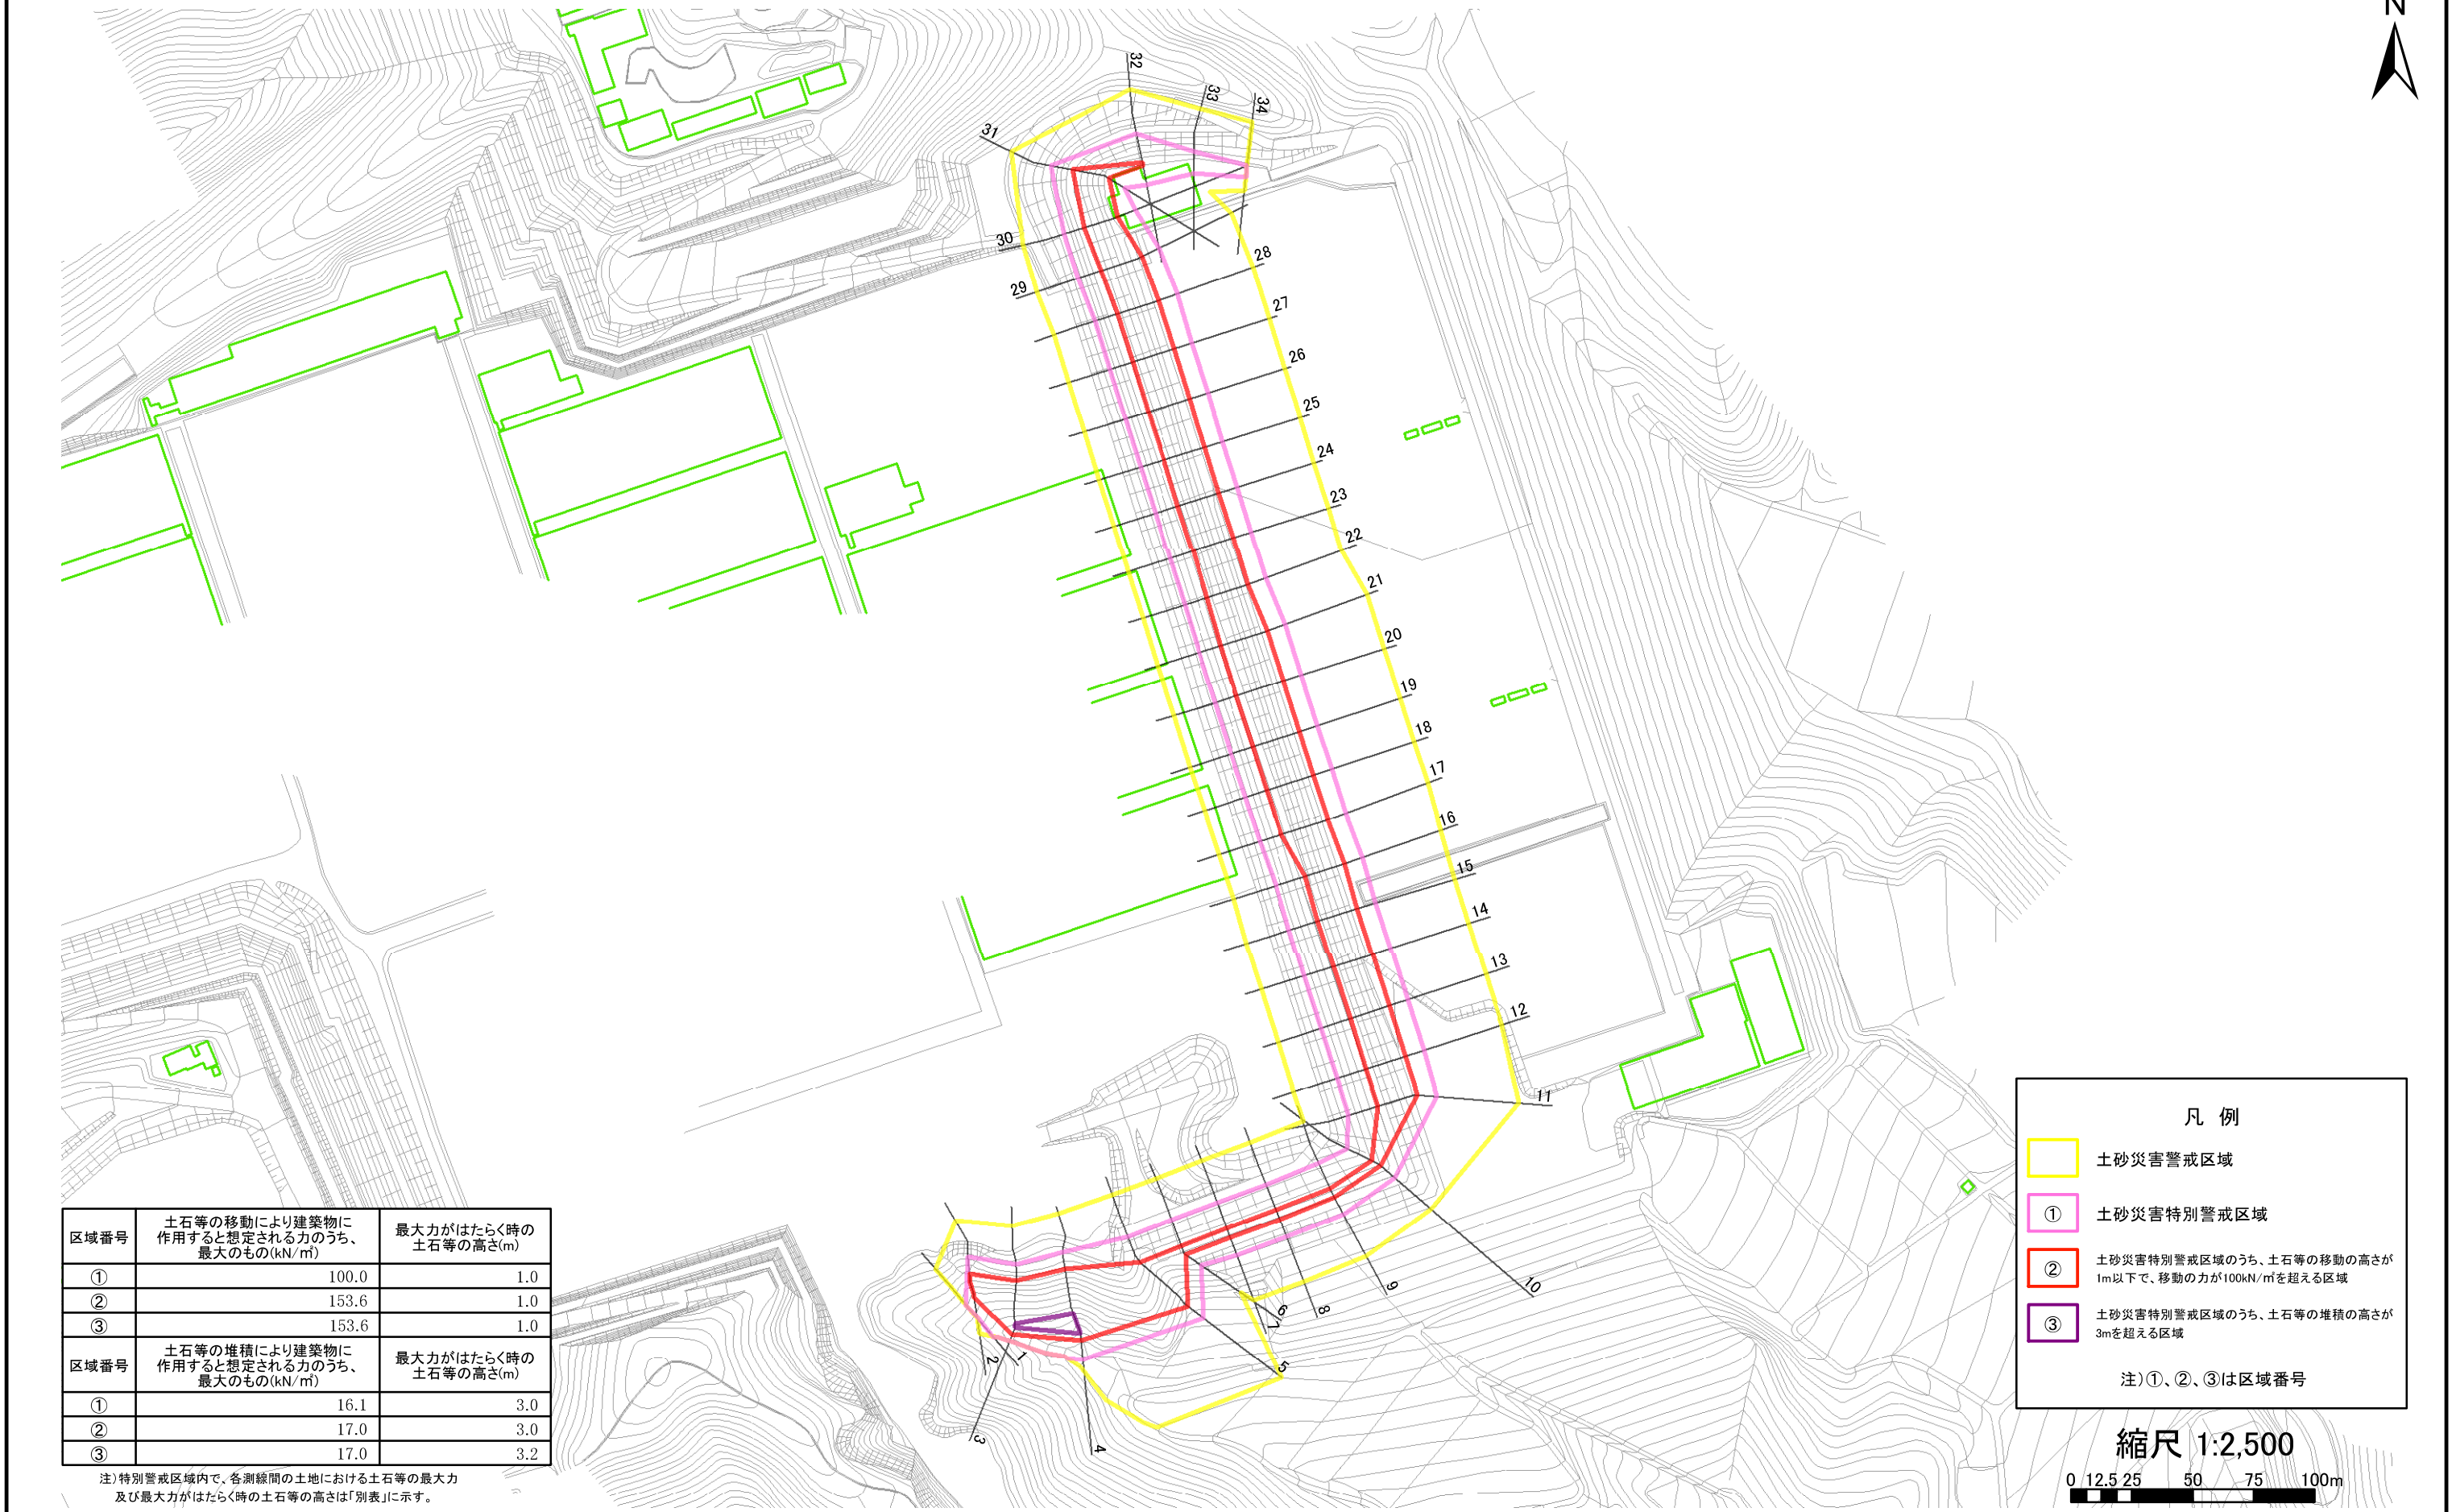 N
32
33
34
31
30
29
28
27
26
25
24
23
22
21
20
19
18
17
16
15
14
13
12
11
10
9
8
7
6
5
4
3
2
1
区域番号 土石等の移動により建築物に作用すると想定される力のうち、最大のもの(kN/㎡) 最大力がはたらく時の土石等の高さ(m)
① 100.0 1.0
② 153.6 1.0
③ 153.6 1.0
区域番号 土石等の堆積により建築物に作用すると想定される力のうち、最大のもの(kN/㎡) 最大力がはたらく時の土石等の高さ(m)
① 16.1 3.0
② 17.0 3.0
③ 17.0 3.2
注)特別警戒区域内で、各測線間の土地における土石等の最大力
及び最大力がはたらく時の土石等の高さは「別表」に示す。
凡 例
土砂災害警戒区域
① 土砂災害特別警戒区域
② 土砂災害特別警戒区域のうち、土石等の移動の高さが
1m以下で、移動の力が100kN/㎡を超える区域
③ 土砂災害特別警戒区域のうち、土石等の堆積の高さが
3mを超える区域
注)①、②、③は区域番号
縮尺 1:2,500
0 12.5 25 50 75 100m